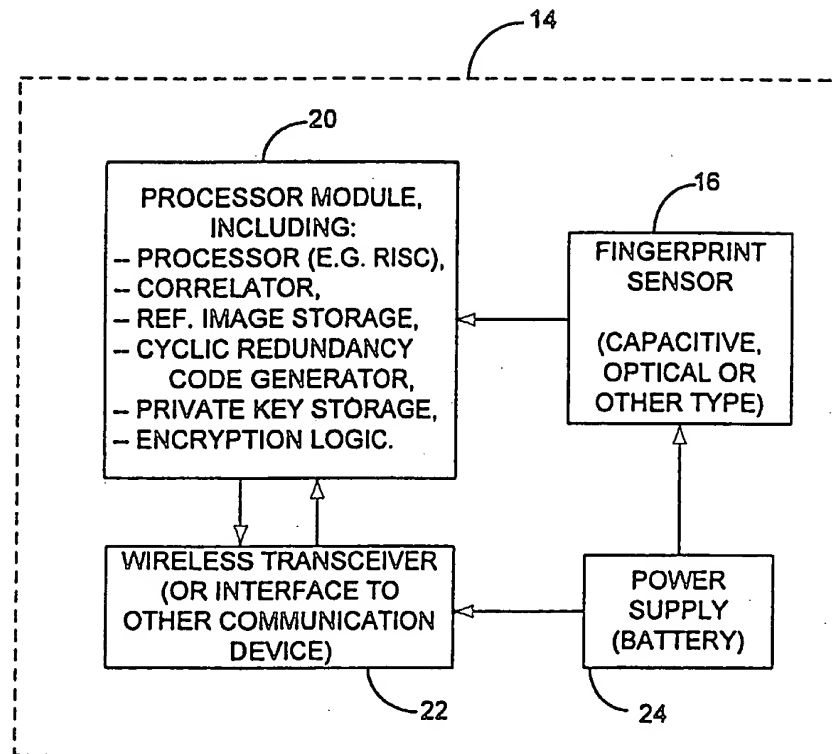 14
20
PROCESSOR MODULE,
INCLUDING:
– PROCESSOR (E.G. RISC),
– CORRELATOR,
– REF. IMAGE STORAGE,
– CYCLIC REDUNDANCY
CODE GENERATOR,
– PRIVATE KEY STORAGE,
– ENCRYPTION LOGIC.
16
FINGERPRINT
SENSOR
(CAPACITIVE,
OPTICAL OR
OTHER TYPE)
WIRELESS TRANSCEIVER
(OR INTERFACE TO
OTHER COMMUNICATION
DEVICE)
22
POWER
SUPPLY
(BATTERY)
24